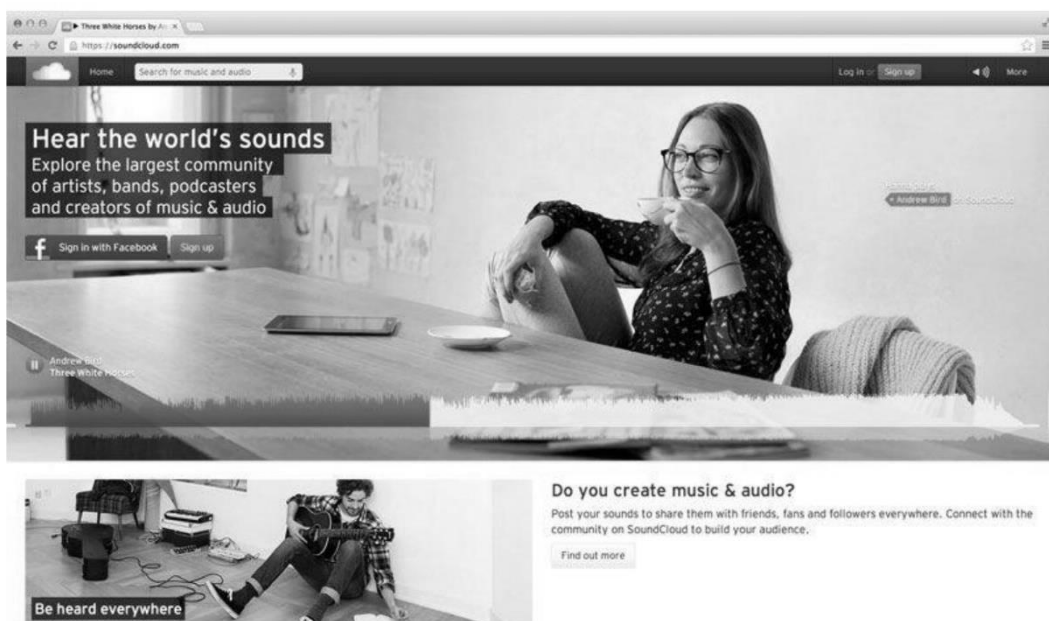 Three White Horses by An
https://soundcloud.com
Home
Search for music and audio
Log in or Sign up
More
Hear the world's sounds
Explore the largest community
of artists, bands, podcasters
and creators of music & audio
f Sign in with Facebook
Sign up
Andrew Bird on SoundCloud
Andrew Bird
Three White Horses
Do you create music & audio?
Post your sounds to share them with friends, fans and followers everywhere. Connect with the
community on SoundCloud to build your audience.
Find out more
Be heard everywhere